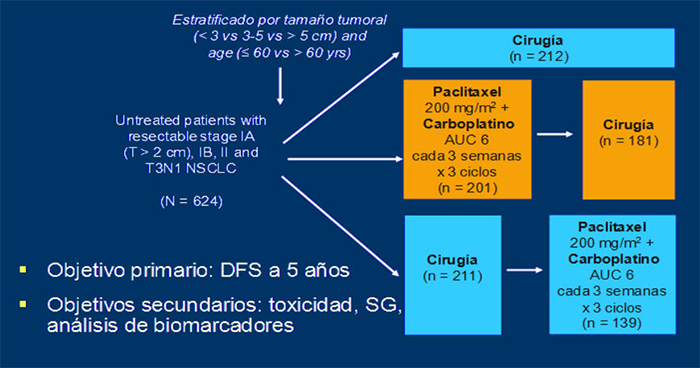 Estratificado por tamaño tumoral
(< 3 vs 3-5 vs > 5 cm) and
age (≤ 60 vs > 60 yrs)
Untreated patients with
resectable stage IA
(T > 2 cm), IB, II and
T3N1 NSCLC
(N = 624)
Cirugía
(n = 212)
Paclitaxel
200 mg/m² +
Carboplatino
AUC 6
cada 3 semanas
x 3 ciclos
(n = 201)
Cirugía
(n = 181)
Cirugía
(n = 211)
Paclitaxel
200 mg/m² +
Carboplatino
AUC 6
cada 3 semanas
x 3 ciclos
(n = 139)
▪ Objetivo primario: DFS a 5 años
▪ Objetivos secundarios: toxicidad, SG,
análisis de biomarcadores